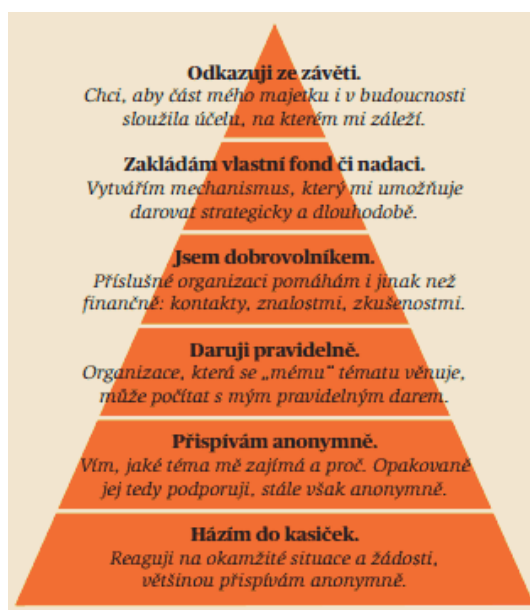 Odkazuji ze závěti.
Chci, aby část mého majetku i v budoucnosti
sloužila účelu, na kterém mi záleží.
Zakládám vlastní fond či nadaci.
Vytvářím mechanismus, který mi umožňuje
darovat strategicky a dlouhodobě.
Jsem dobrovolníkem.
Příslušné organizaci pomáhám i jinak než
finančně: kontakty, znalostmi, zkušenostmi.
Daruji pravidelně.
Organizace, která se „mému“ tématu věnuje,
může počítat s mým pravidelným darem.
Přispívám anonymně.
Vím, jaké téma mě zajímá a proč. Opakovaně
jej tedy podporuji, stále však anonymně.
Házím do kasiček.
Reaguji na okamžité situace a žádosti,
většinou přispívám anonymně.